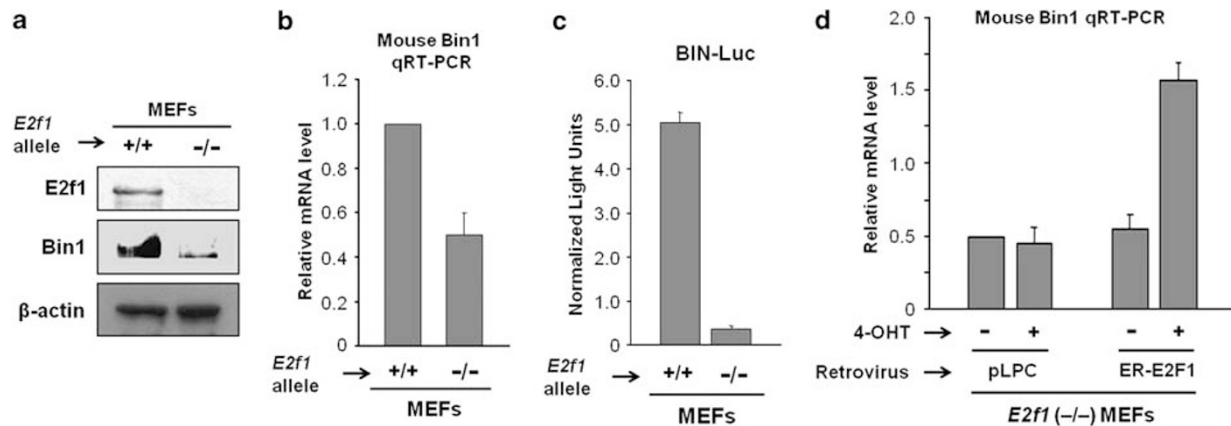 a
MEFs
E2f1
allele
+/+
−/−
E2f1
Bin1
β-actin
b
Mouse Bin1
qRT-PCR
Relative mRNA level
1.2
1.0
0.8
0.6
0.4
0.2
0
E2f1
allele
+/+
−/−
MEFs
c
BIN-Luc
Normalized Light Units
6.0
5.0
4.0
2.0
3.0
1.0
0
E2f1
allele
+/+
−/−
MEFs
d
Mouse Bin1 qRT-PCR
Relative mRNA level
2.0
1.5
1.0
0.5
0
4-OHT
− + − +
Retrovirus
pLPC
ER-E2F1
E2f1 (−/−) MEFs